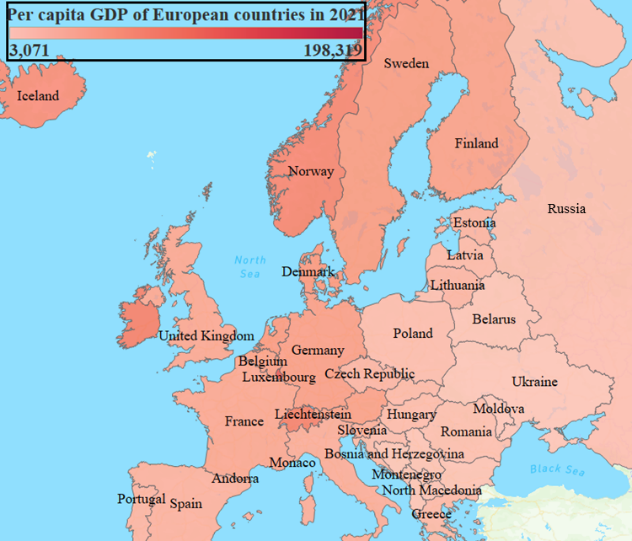 Per capita GDP of European countries in 2021
3,071 198,319
Sweden
Iceland
Finland
Norway
Russia
Estonia
Latvia
North
Sea
Denmark
Lithuania
Belarus
Poland
United Kingdom
Germany
Belgium
Luxembourg
Czech Republic
Ukraine
Moldova
Liechtenstein
Hungary
France
Slovenia
Romania
Bosnia and Herzegovina
Monaco
Black Sea
Montenegro
Andorra
North Macedonia
Portugal
Spain
Greece